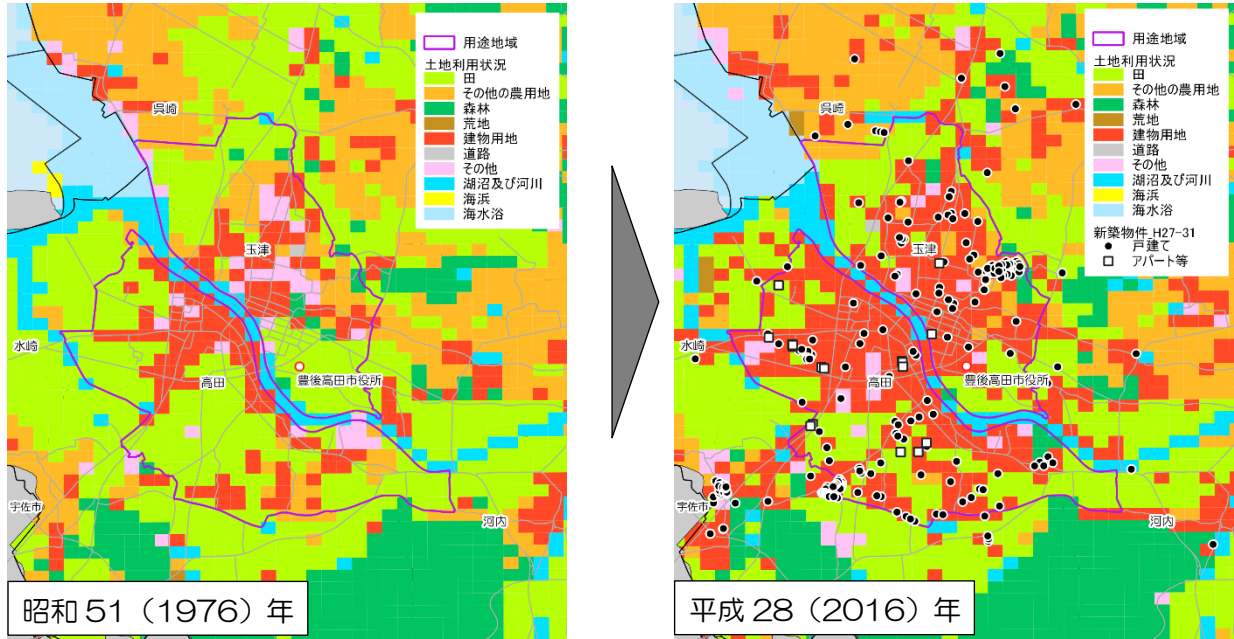 用途地域
土地利用状況
田
その他の農用地
森林
荒地
建物用地
道路
その他
湖沼及び河川
海浜
海水浴
呉崎
玉津
水崎
高田
豊後高田市役所
宇佐市
河内
昭和51（1976）年
用途地域
土地利用状況
田
その他の農用地
森林
荒地
建物用地
道路
その他
湖沼及び河川
海浜
海水浴
新築物件_H27-31
戸建て
アパート等
呉崎
玉津
水崎
高田
豊後高田市役所
宇佐市
河内
平成28（2016）年